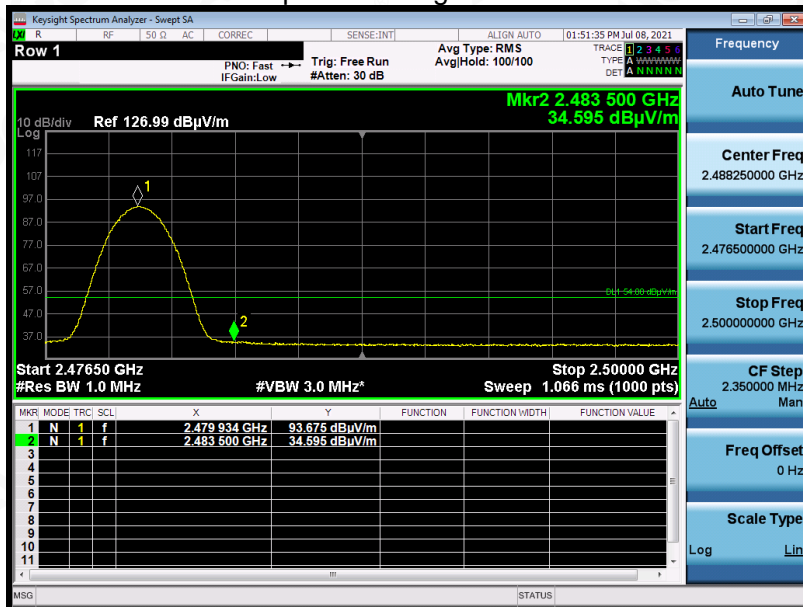 Keysight Spectrum Analyzer - Swept SA
LXI R RF 50 Ω AC CORREC SENSE:INT ALIGN AUTO 01:51:35 PM Jul 08, 2021
Row 1
PNO: Fast
IFGain:Low
Trig: Free Run
#Atten: 30 dB
Avg Type: RMS
Avg|Hold: 100/100
TRACE 1 2 3 4 5 6
TYPE A WWWWW
DET A N N N N N
Mkr2 2.483 500 GHz
34.595 dBµV/m
10 dB/div Ref 126.99 dBµV/m
Log
117
107
97.0
87.0
77.0
67.0
57.0
47.0
37.0
1
2
DL1 54.00 dBµV/m
Start 2.47650 GHz Stop 2.50000 GHz
#Res BW 1.0 MHz #VBW 3.0 MHz* Sweep 1.066 ms (1000 pts)
MKR MODE TRC SCL X Y FUNCTION FUNCTION WIDTH FUNCTION VALUE
1 N 1 f 2.479 934 GHz 93.675 dBµV/m
2 N 1 f 2.483 500 GHz 34.595 dBµV/m
3
4
5
6
7
8
9
10
11
MSG STATUS
Frequency
Auto Tune
Center Freq
2.488250000 GHz
Start Freq
2.476500000 GHz
Stop Freq
2.500000000 GHz
CF Step
2.350000 MHz
Auto Man
Freq Offset
0 Hz
Scale Type
Log Lin